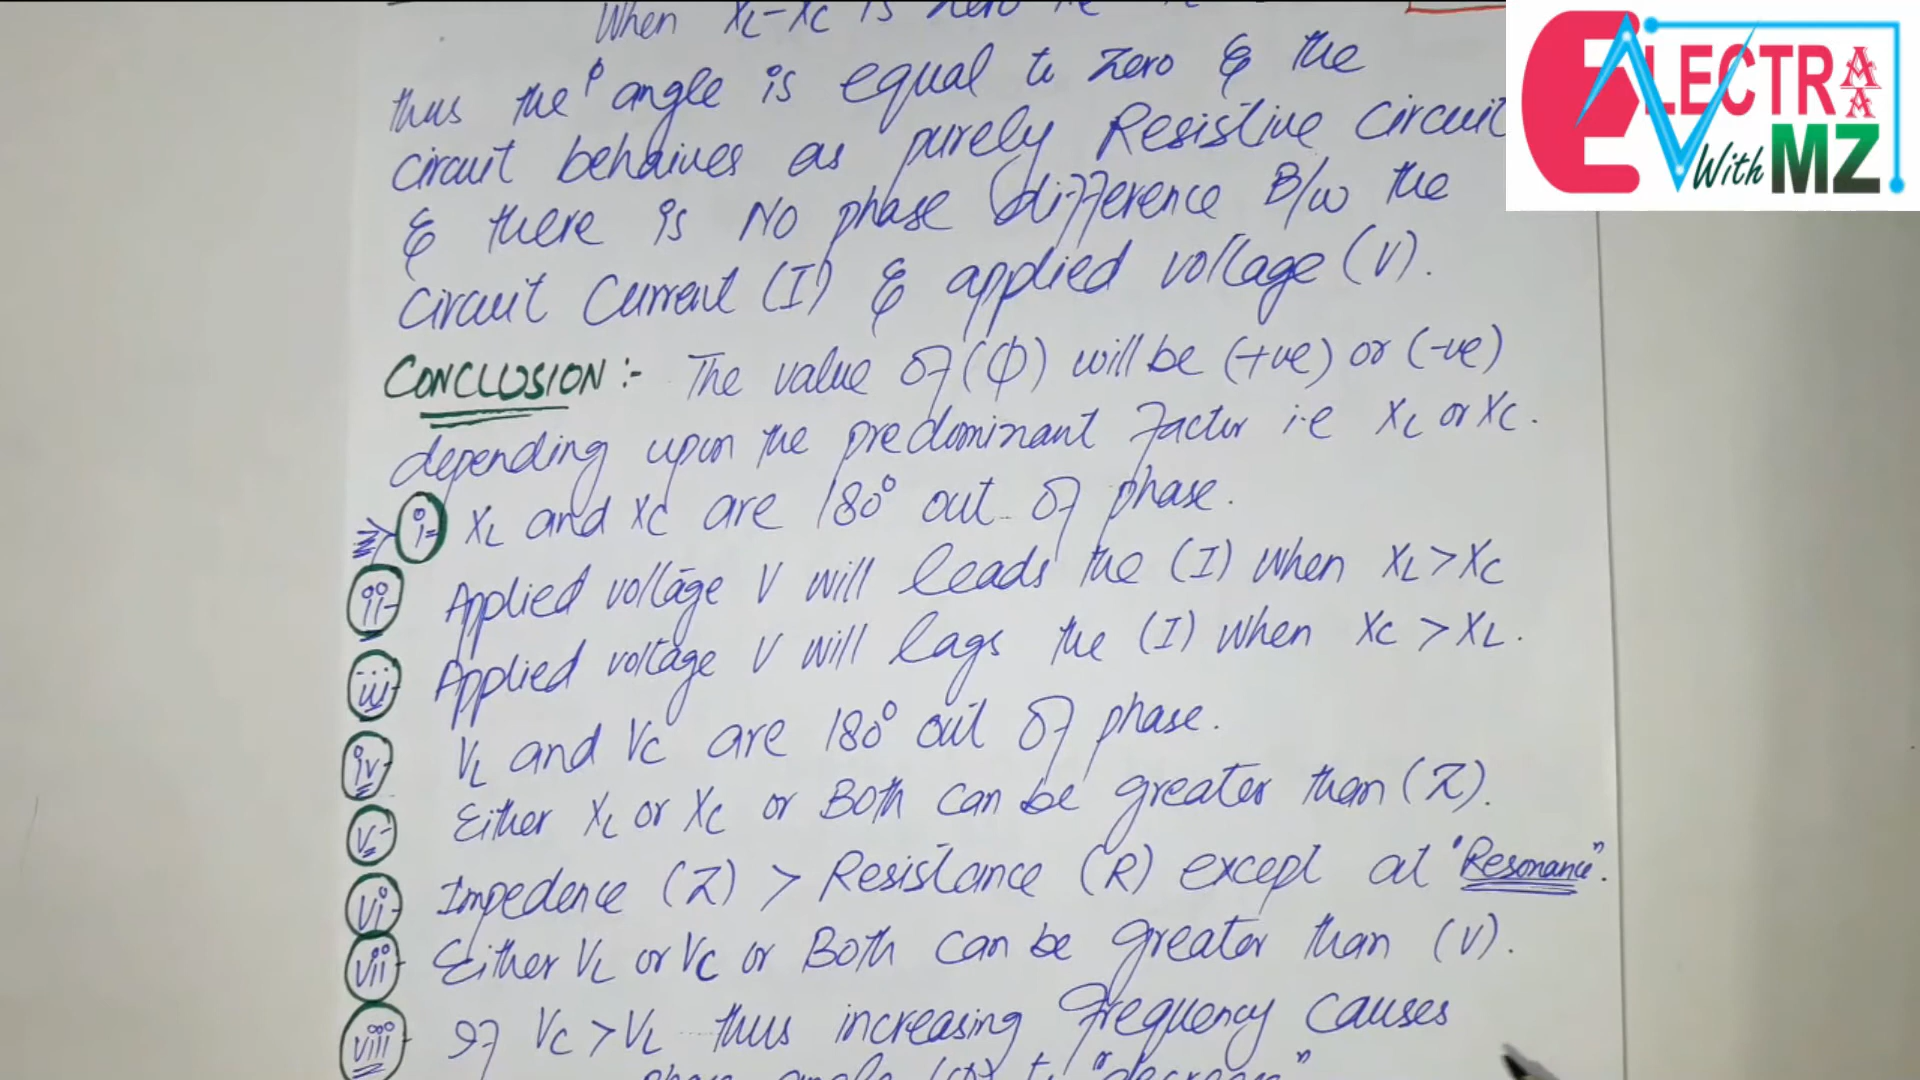 When XL-XC is zero
thus the φ angle is equal to zero & the
circuit behaives as purely Resistive circuit
& there is No phase difference B/w the
circuit Current (I) & applied voltage (V).
CONCLUSION :- The value of (φ) will be (+ve) or (-ve)
depending upon the predominant factor i.e XL or XC.
i- XL and XC are 180° out of phase.
ii- Applied voltage V will leads the (I) when XL > XC
iii- Applied voltage V will lags the (I) when XC > XL.
iv- VL and VC are 180° out of phase.
v- Either XL or XC or Both can be greater than (Z).
vi- Impedence (Z) > Resistance (R) except at "Resonance".
vii- Either VL or VC or Both can be greater than (V).
viii- If VC > VL thus increasing frequency causes
phase angle (φ) to "decrease"
ELECTRAAA
With MZ